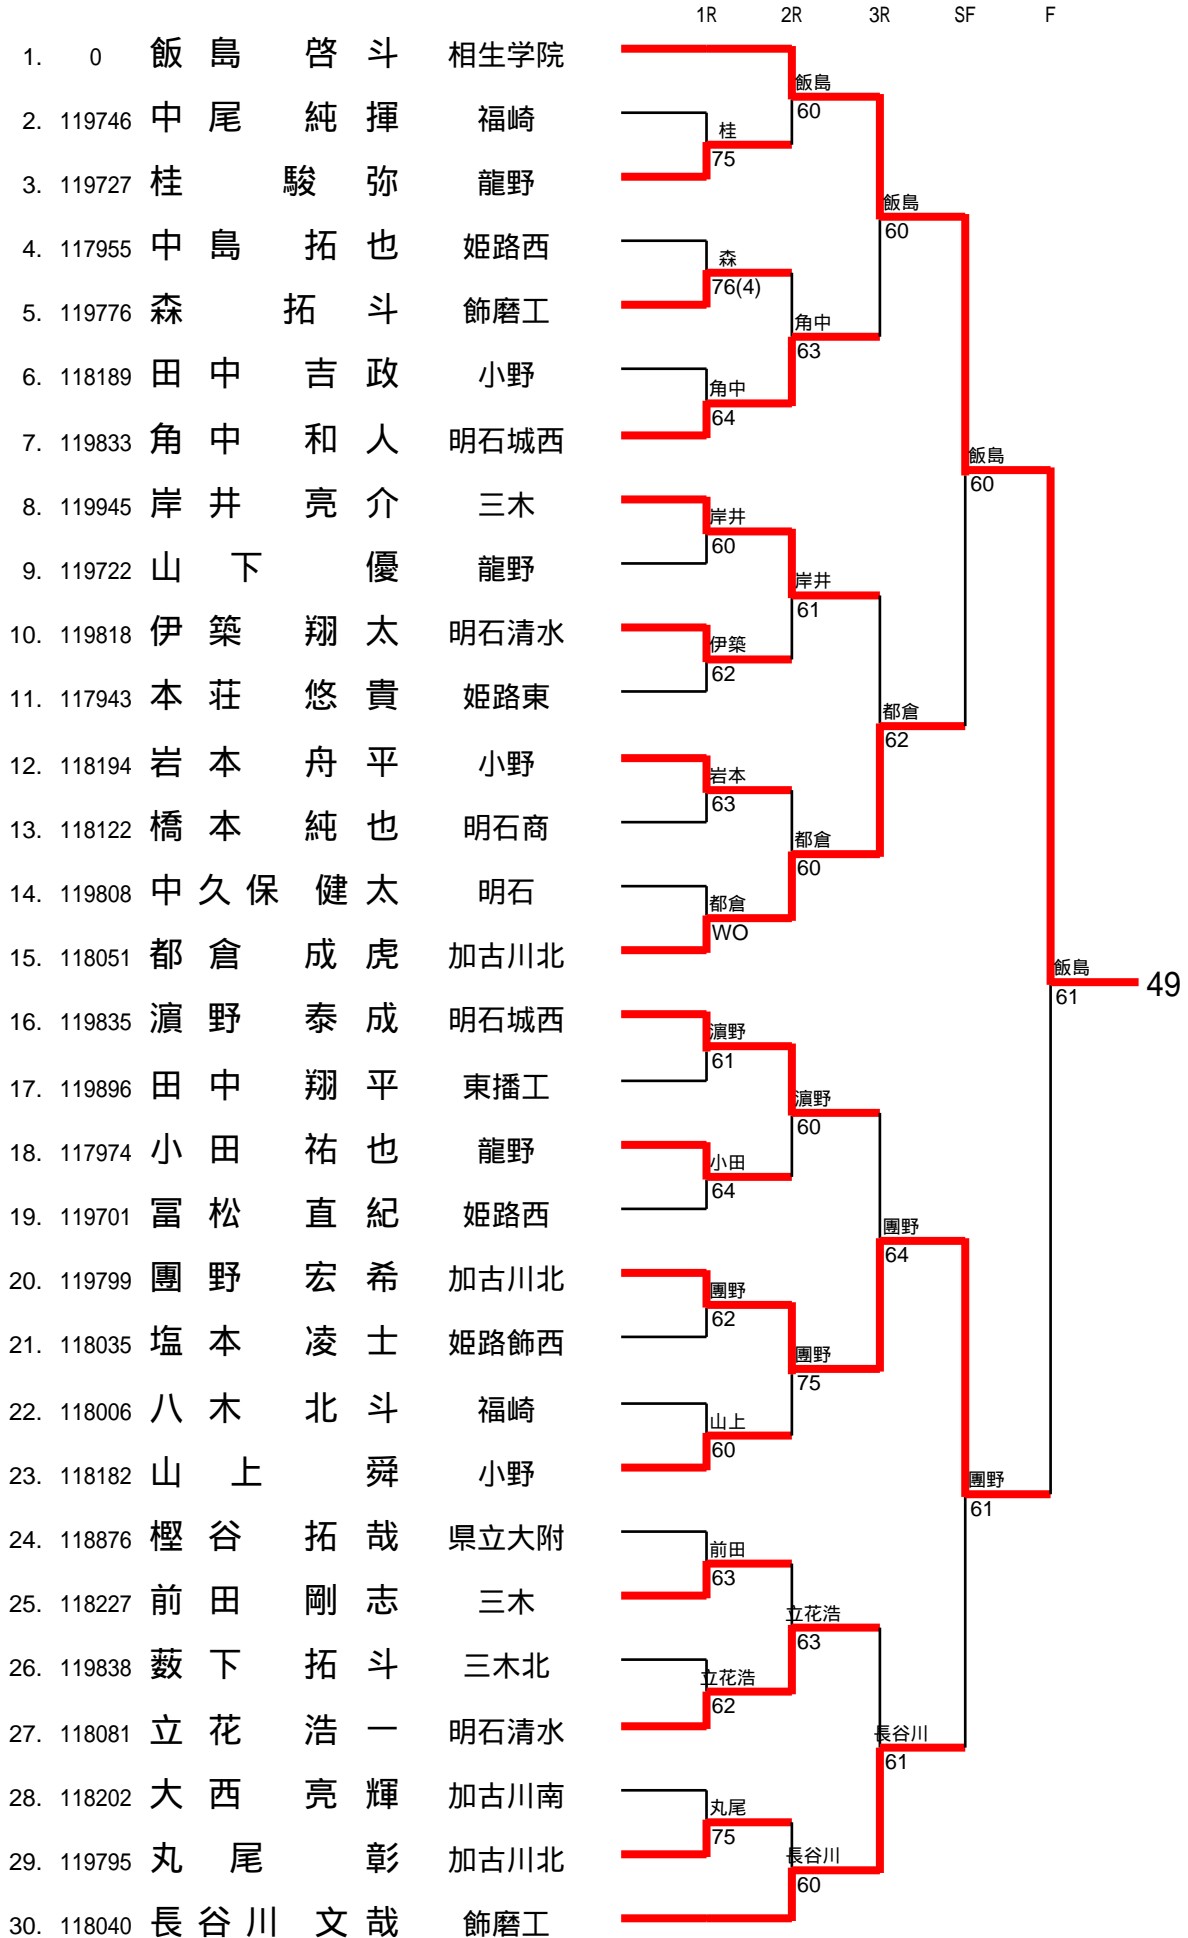 1R 2R 3R SF F
1. 0 飯島 啓斗 相生学院
飯島
2. 119746 中尾 純揮 福崎
60
桂
75
3. 119727 桂 駿弥 龍野
飯島
60
4. 117955 中島 拓也 姫路西
森
76(4)
5. 119776 森 拓斗 飾磨工
角中
63
6. 118189 田中 吉政 小野
角中
64
7. 119833 角中 和人 明石城西
飯島
60
8. 119945 岸井 亮介 三木
岸井
60
9. 119722 山下 優 龍野
岸井
61
10. 119818 伊築 翔太 明石清水
伊築
62
11. 117943 本荘 悠貴 姫路東
都倉
62
12. 118194 岩本 舟平 小野
岩本
63
13. 118122 橋本 純也 明石商
都倉
60
14. 119808 中久保 健太 明石
都倉
WO
15. 118051 都倉 成虎 加古川北
飯島
61
49
16. 119835 濵野 泰成 明石城西
濵野
61
17. 119896 田中 翔平 東播工
濵野
60
18. 117974 小田 祐也 龍野
小田
64
19. 119701 冨松 直紀 姫路西
團野
64
20. 119799 團野 宏希 加古川北
團野
62
21. 118035 塩本 凌士 姫路飾西
團野
75
22. 118006 八木 北斗 福崎
山上
60
23. 118182 山上 舜 小野
團野
61
24. 118876 樫谷 拓哉 県立大附
前田
63
25. 118227 前田 剛志 三木
立花浩
63
26. 119838 薮下 拓斗 三木北
立花浩
62
27. 118081 立花 浩一 明石清水
長谷川
61
28. 118202 大西 亮輝 加古川南
丸尾
75
29. 119795 丸尾 彰 加古川北
長谷川
60
30. 118040 長谷川 文哉 飾磨工